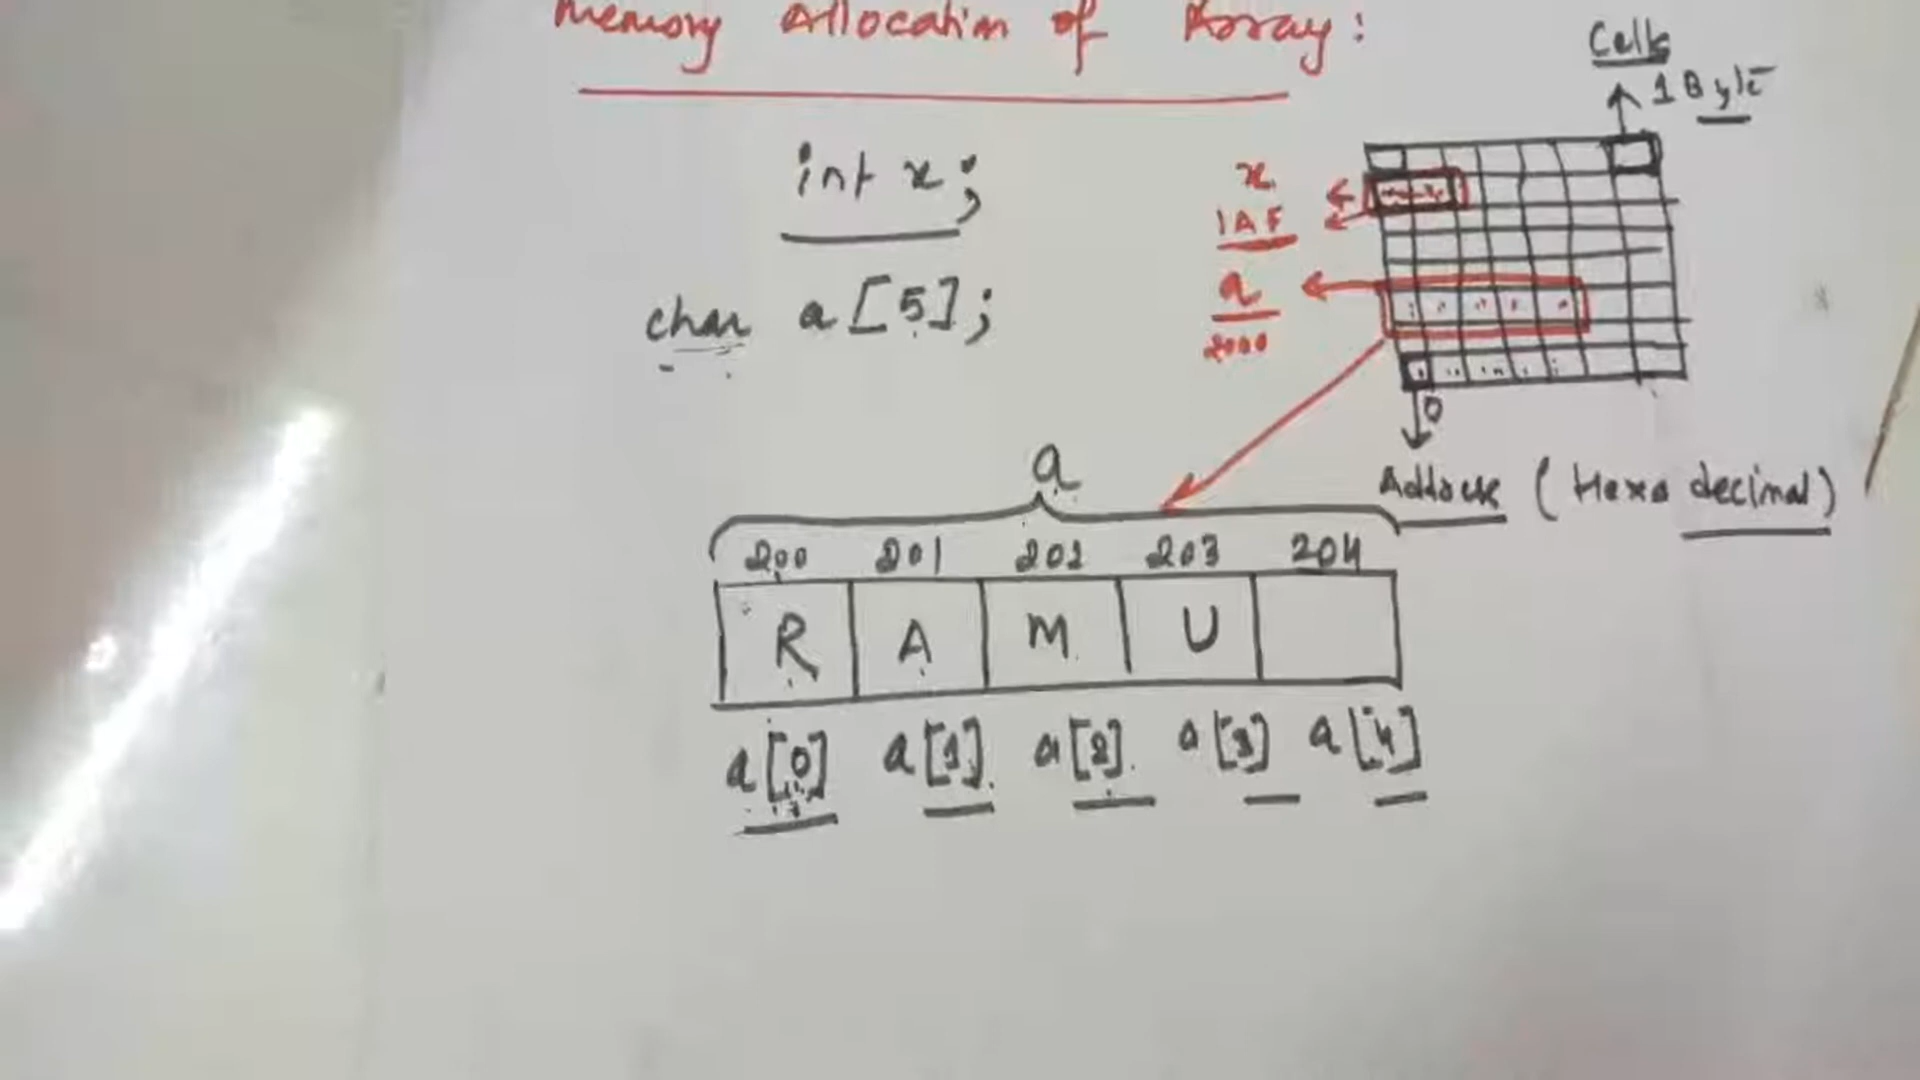 Memory Allocation of Array:
Cells
1 Byte
int x;
x
1AF
char a[5];
a
2000
0
Address (Hexa decimal)
a
200 201 202 203 204
R A M U
a[0] a[1] a[2] a[3] a[4]